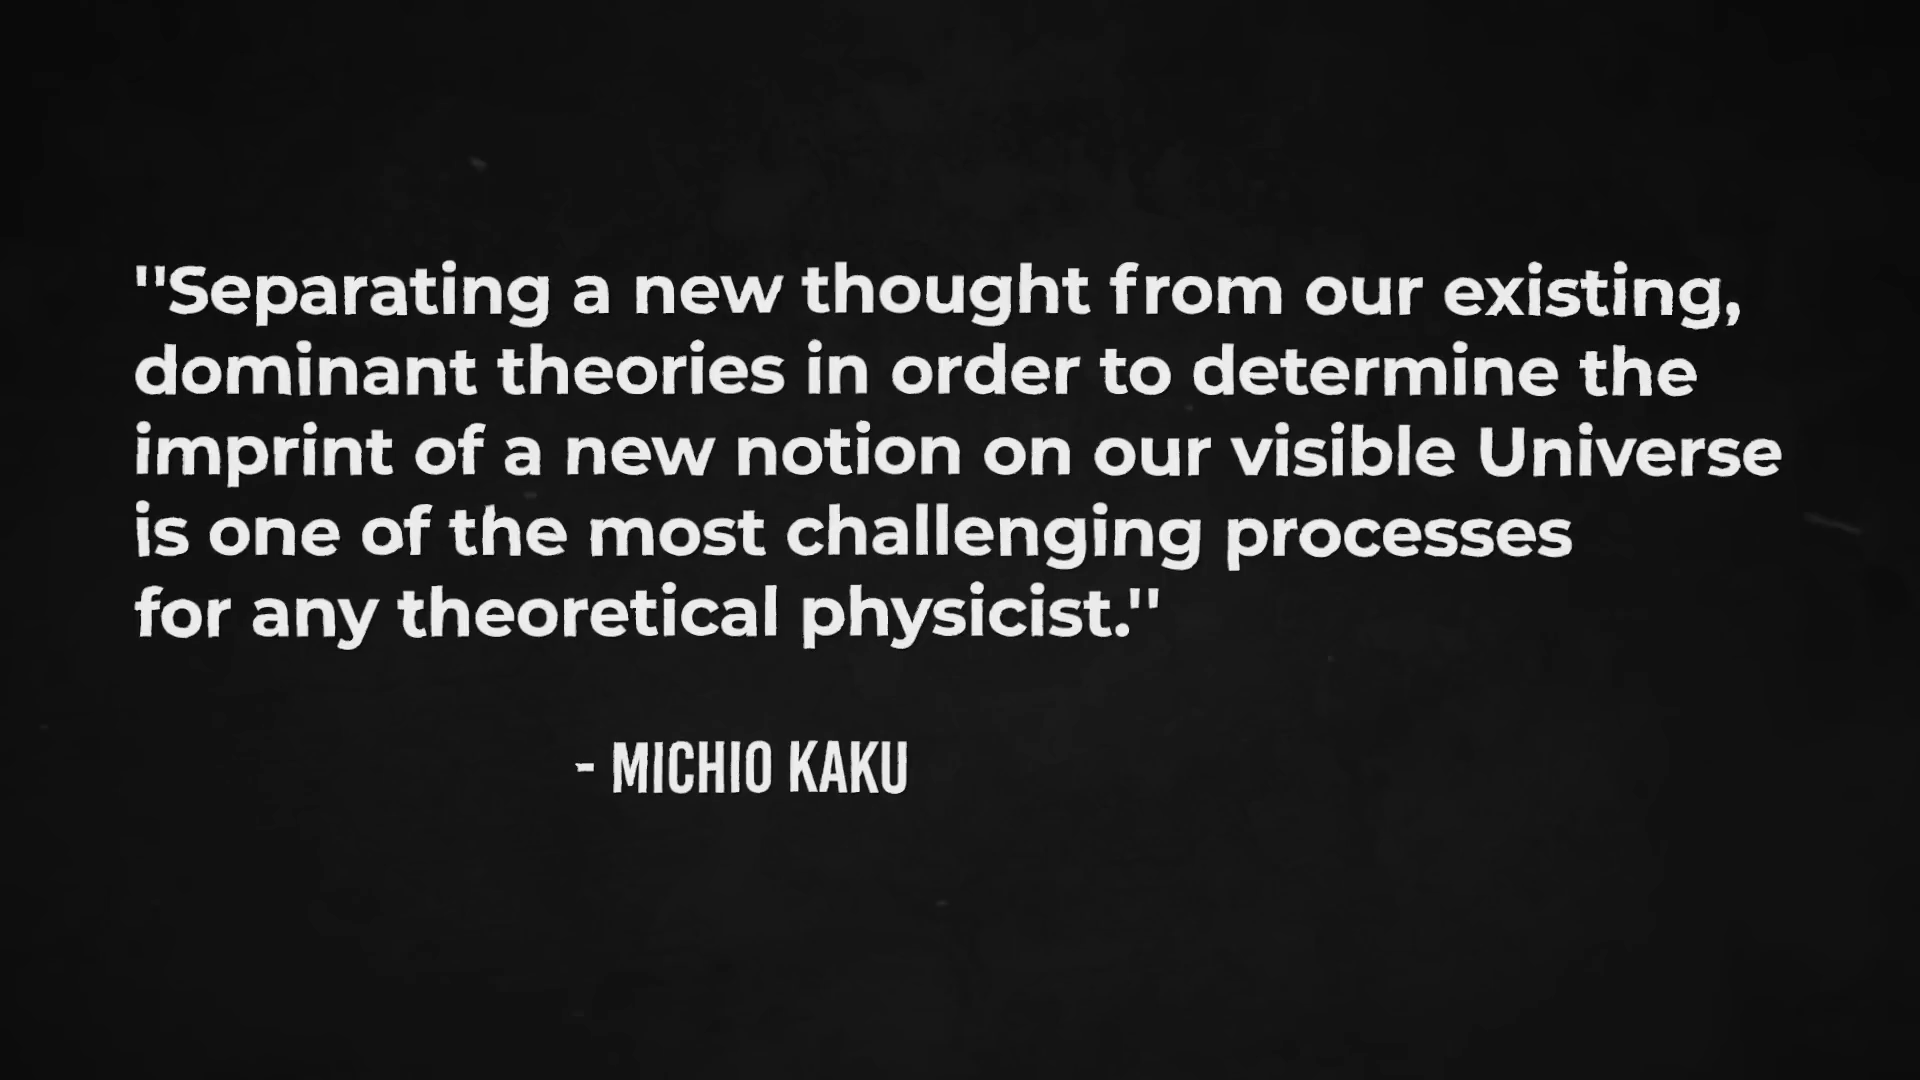 "Separating a new thought from our existing,
dominant theories in order to determine the
imprint of a new notion on our visible Universe
is one of the most challenging processes
for any theoretical physicist."
- MICHIO KAKU